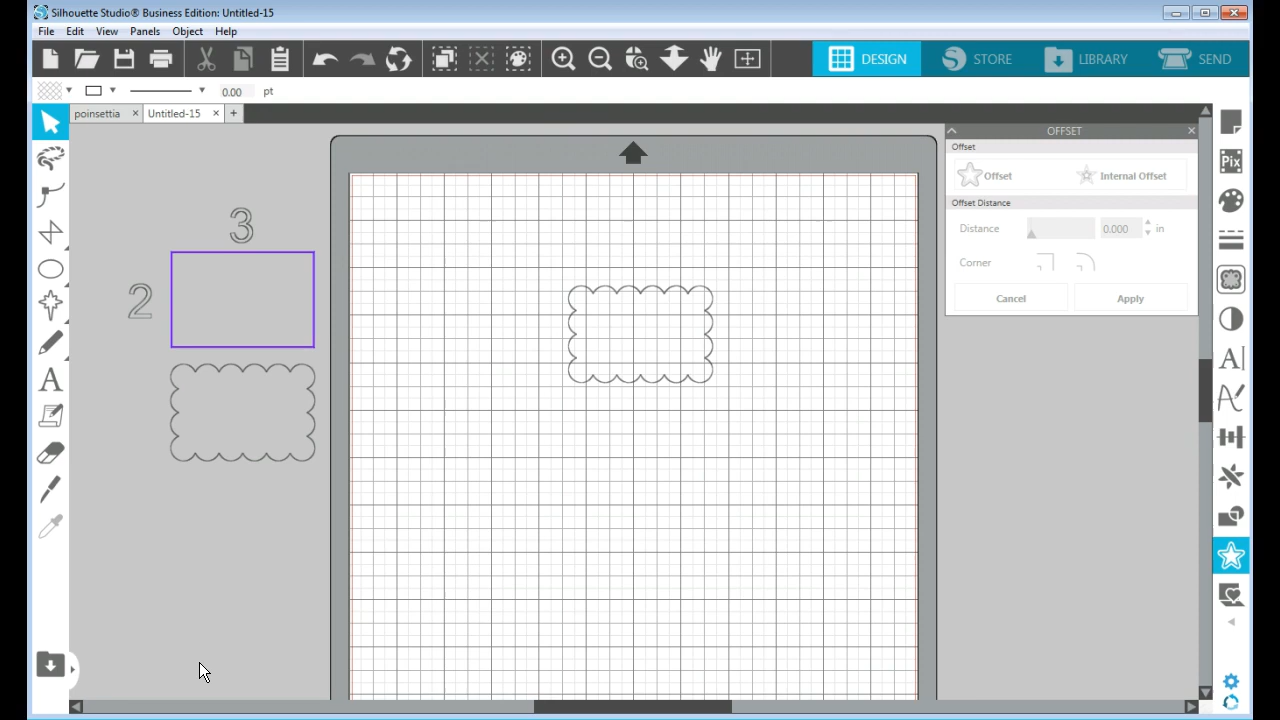 Silhouette Studio® Business Edition: Untitled-15
File Edit View Panels Object Help
DESIGN STORE LIBRARY SEND
0.00 pt
poinsettia Untitled-15
OFFSET
Offset
Offset Internal Offset
Offset Distance
Distance 0.000 in
Corner
Cancel Apply
3
2
Pix